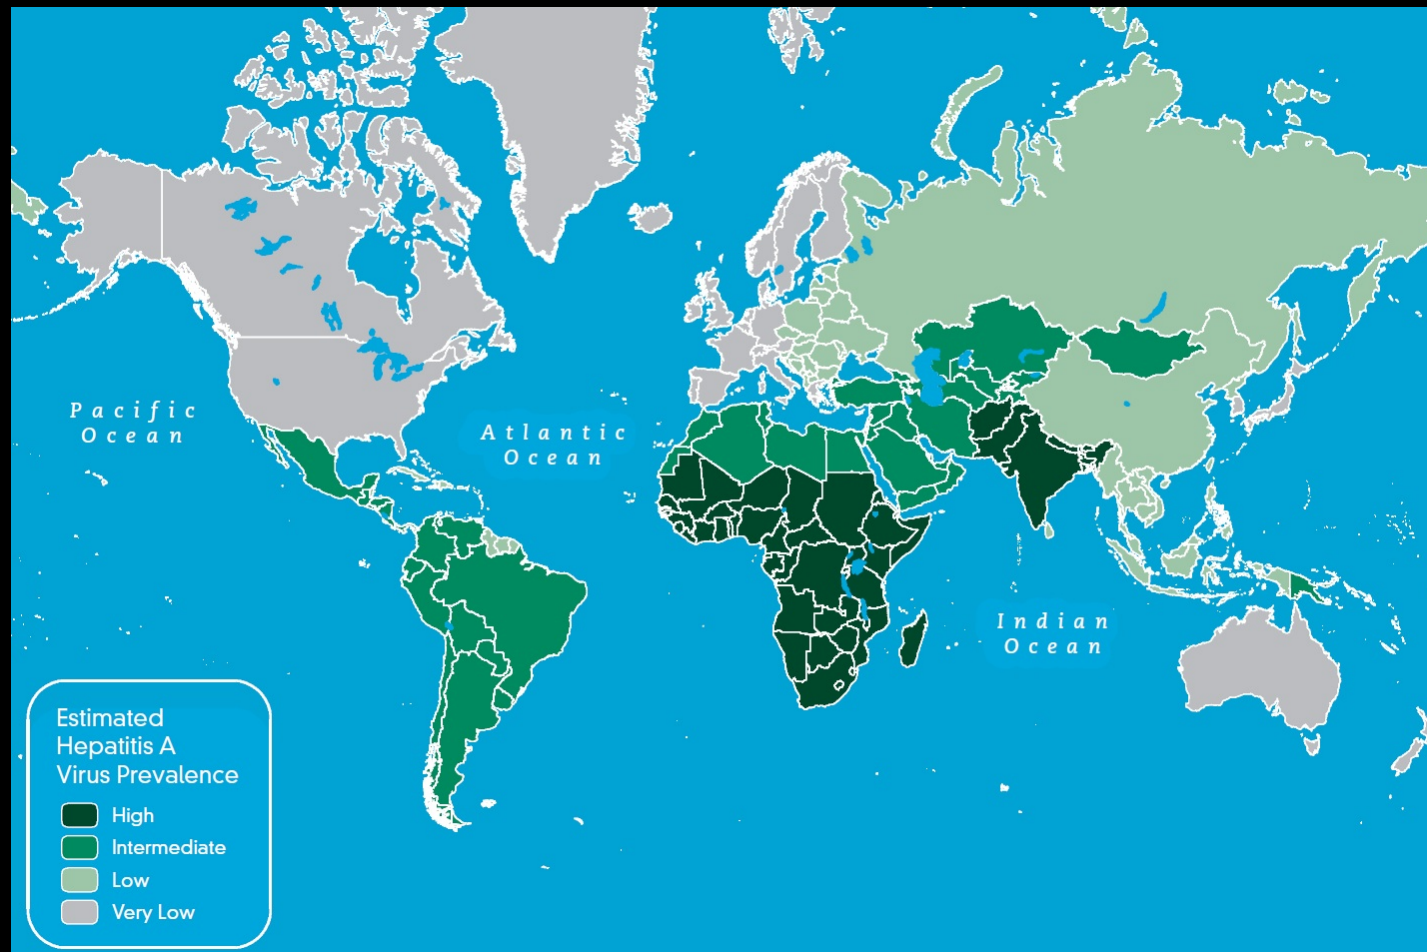 Pacific
Ocean
Atlantic
Ocean
Indian
Ocean
Estimated
Hepatitis A
Virus Prevalence
High
Intermediate
Low
Very Low